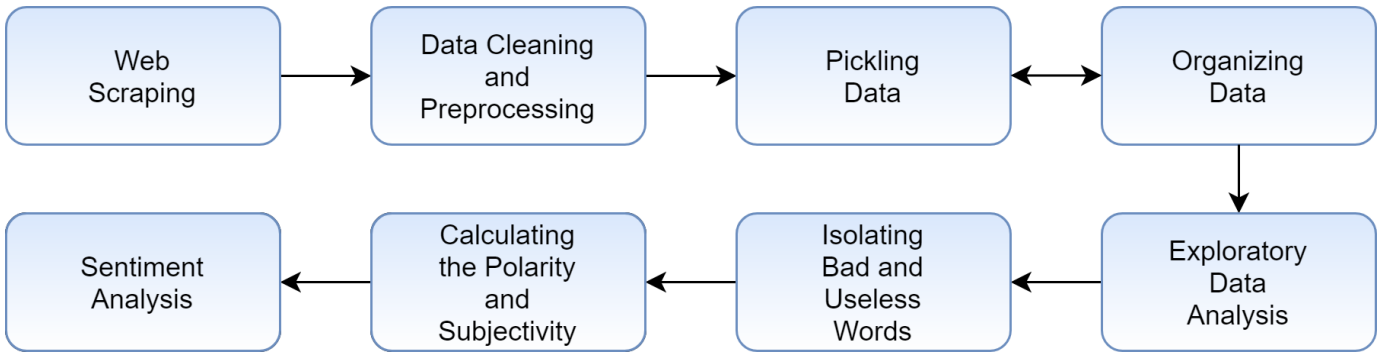 Web
Scraping
Data Cleaning
and
Preprocessing
Pickling
Data
Organizing
Data
Exploratory
Data
Analysis
Isolating
Bad and
Useless
Words
Calculating
the Polarity
and
Subjectivity
Sentiment
Analysis